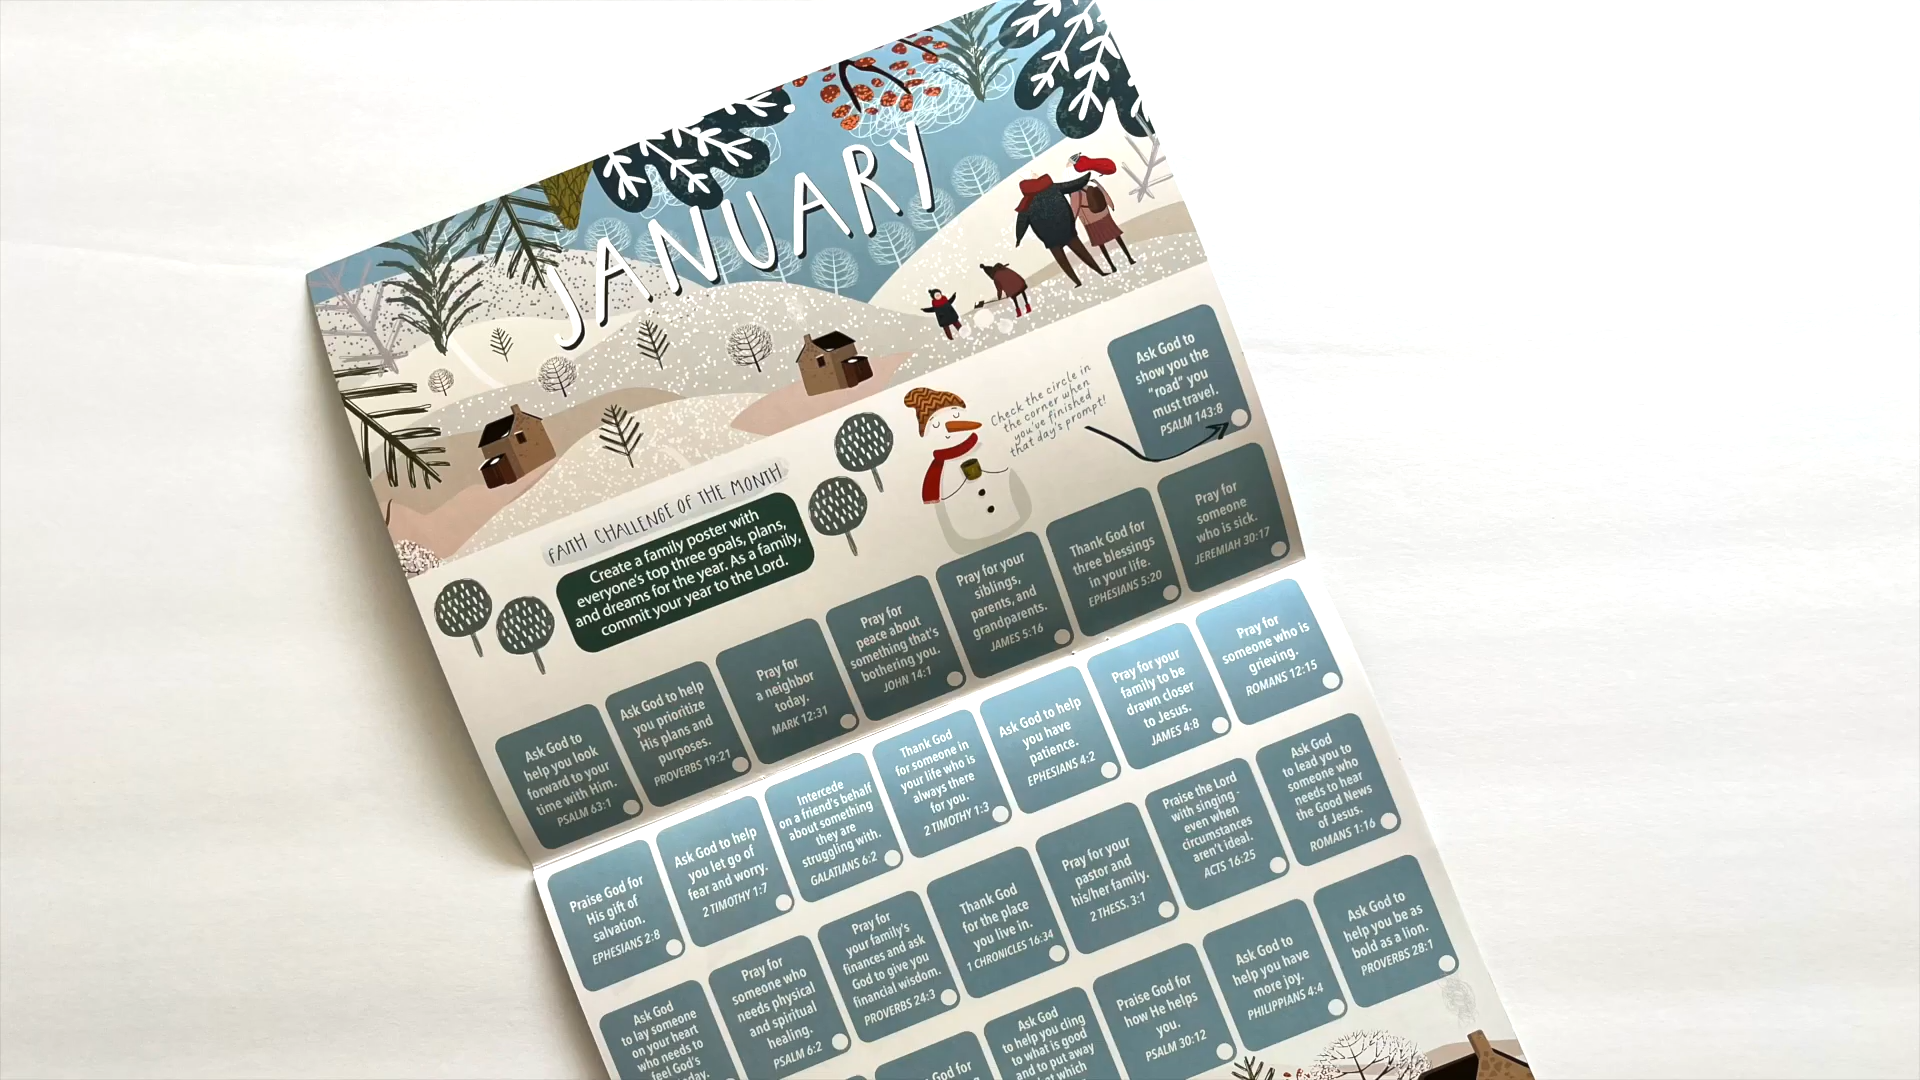 JANUARY
FAITH CHALLENGE OF THE MONTH
Create a family poster with
everyone's top three goals, plans,
and dreams for the year. As a family,
commit your year to the Lord.
Check the circle in
the corner when
you've finished
that day's prompt!
Ask God to
show you the
"road" you
must travel.
PSALM 143:8
Ask God to
help you look
forward to your
time with Him.
PSALM 63:1
Ask God to help
you prioritize
His plans and
purposes.
PROVERBS 19:21
Pray for
a neighbor
today.
MARK 12:31
Pray for
peace about
something that's
bothering you.
JOHN 14:1
Pray for your
siblings,
parents, and
grandparents.
JAMES 5:16
Thank God for
three blessings
in your life.
EPHESIANS 5:20
Pray for
someone
who is sick.
JEREMIAH 30:17
Praise God for
His gift of
salvation.
EPHESIANS 2:8
Ask God to help
you let go of
fear and worry.
2 TIMOTHY 1:7
Intercede
on a friend's behalf
about something
they are
struggling with.
GALATIANS 6:2
Thank God
for someone in
your life who is
always there
for you.
2 TIMOTHY 1:3
Ask God to help
you have
patience.
EPHESIANS 4:2
Pray for your
family to be
drawn closer
to Jesus.
JAMES 4:8
Pray for
someone who is
grieving.
ROMANS 12:15
Ask God
to lay someone
on your heart
who needs to
feel God's
Pray for
someone who
needs physical
and spiritual
healing.
PSALM 6:2
Pray for
your family's
finances and ask
God to give you
financial wisdom.
PROVERBS 24:3
Thank God
for the place
you live in.
1 CHRONICLES 16:34
Pray for your
pastor and
his/her family.
2 THESS. 3:1
Praise the Lord
with singing -
even when
circumstances
aren't ideal.
ACTS 16:25
Ask God
to lead you to
someone who
needs to hear
the Good News
of Jesus.
ROMANS 1:16
God for
Ask God
to help you cling
to what is good
and to put away
which
Praise God for
how He helps
you.
PSALM 30:12
Ask God to
help you have
more joy.
PHILIPPIANS 4:4
Ask God to
help you be as
bold as a lion.
PROVERBS 28:1